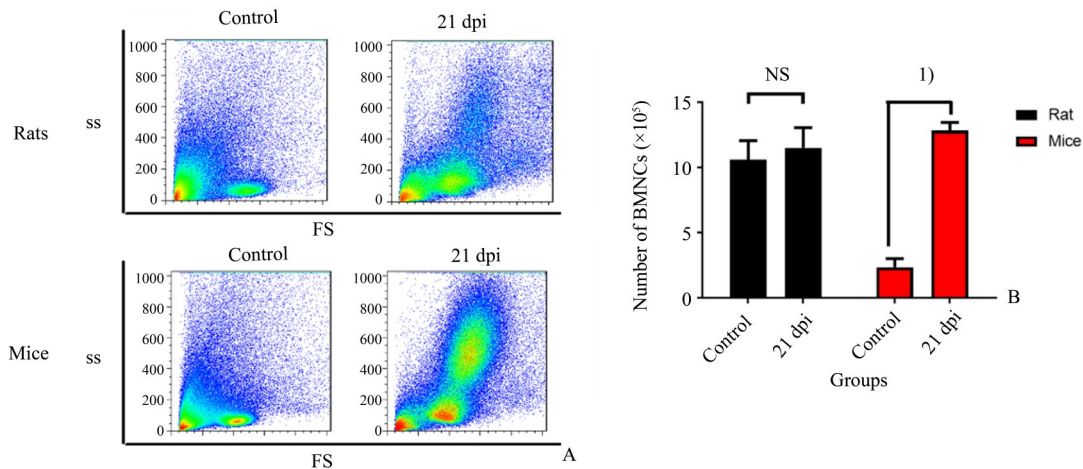 Control
21 dpi
Rats
ss
1000
800
600
400
200
0
1000
800
600
400
200
0
FS
Control
21 dpi
Mice
ss
1000
800
600
400
200
0
1000
800
600
400
200
0
FS
A
Number of BMNCs (×10⁵)
15
10
5
0
NS
1)
Rat
Mice
Control
21 dpi
Control
21 dpi
Groups
B